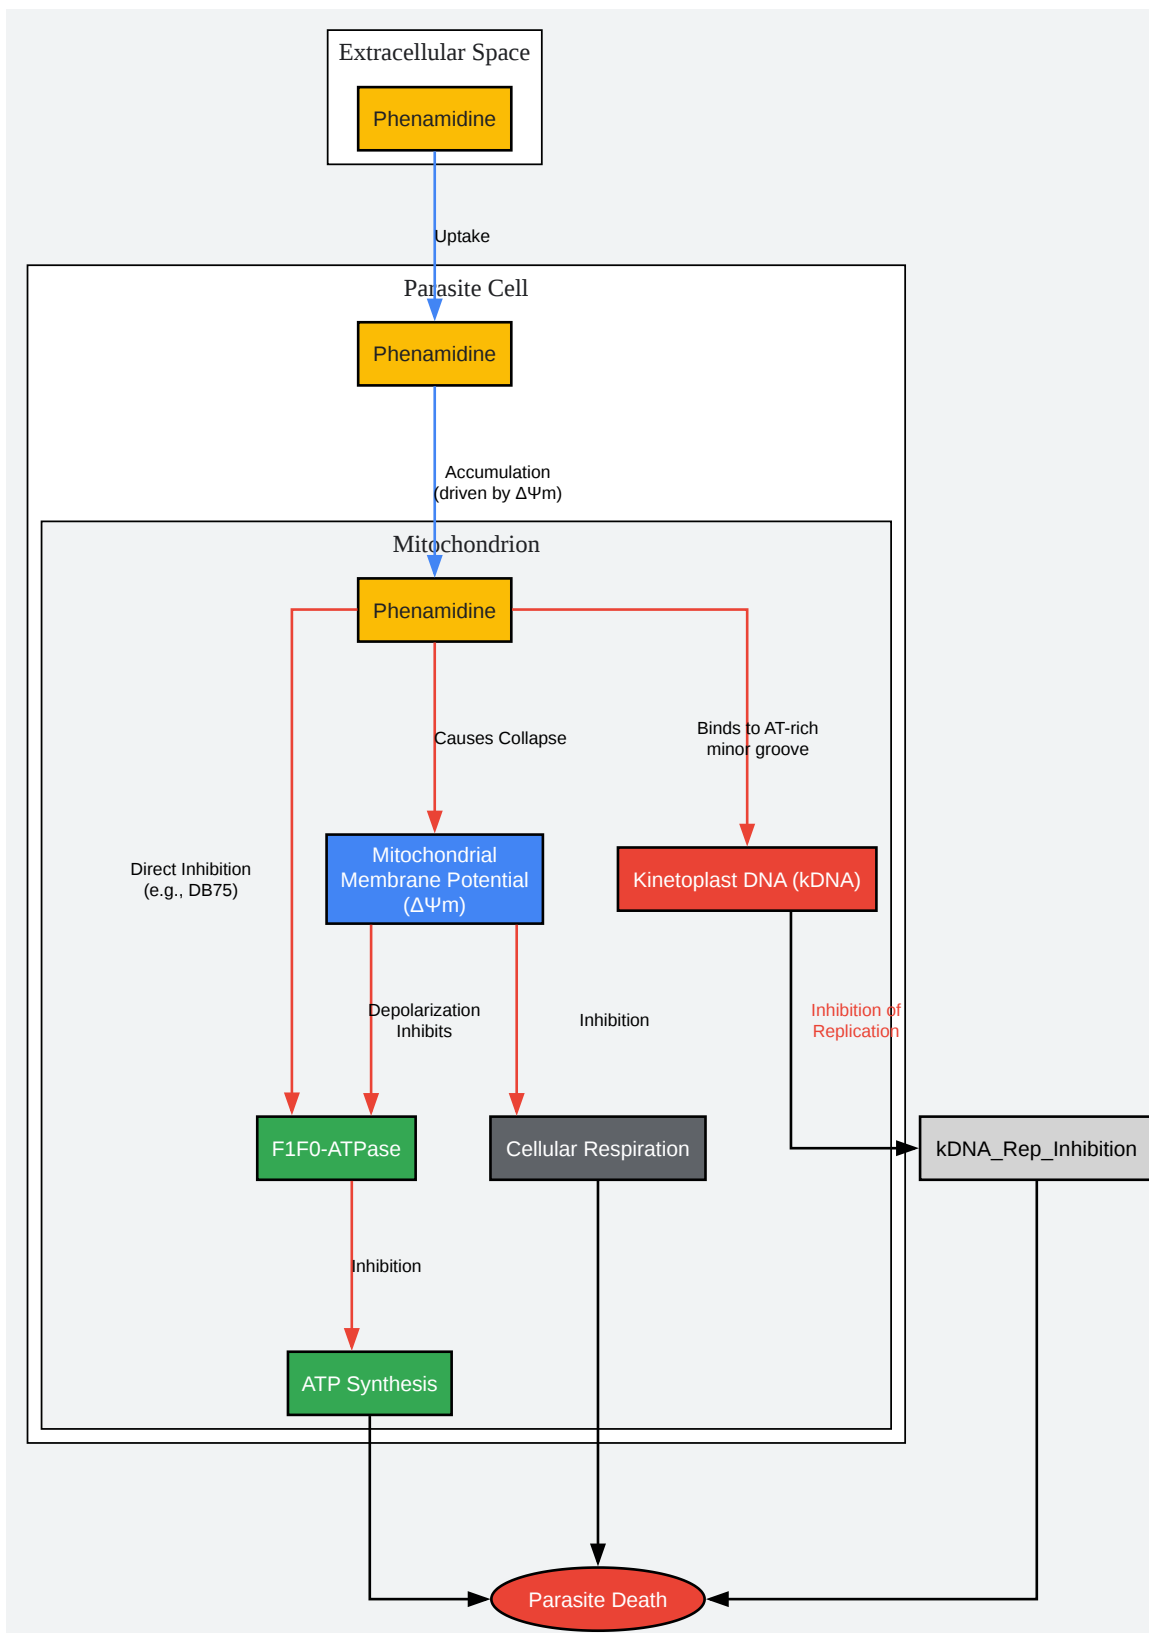 Extracellular Space
Phenamidine
Uptake
Parasite Cell
Phenamidine
Accumulation
(driven by ΔΨm)
Mitochondrion
Phenamidine
Causes Collapse
Binds to AT-rich
minor groove
Direct Inhibition
(e.g., DB75)
Mitochondrial
Membrane Potential
(ΔΨm)
Kinetoplast DNA (kDNA)
Depolarization
Inhibits
Inhibition
Inhibition of
Replication
F1F0-ATPase
Cellular Respiration
kDNA_Rep_Inhibition
Inhibition
ATP Synthesis
Parasite Death